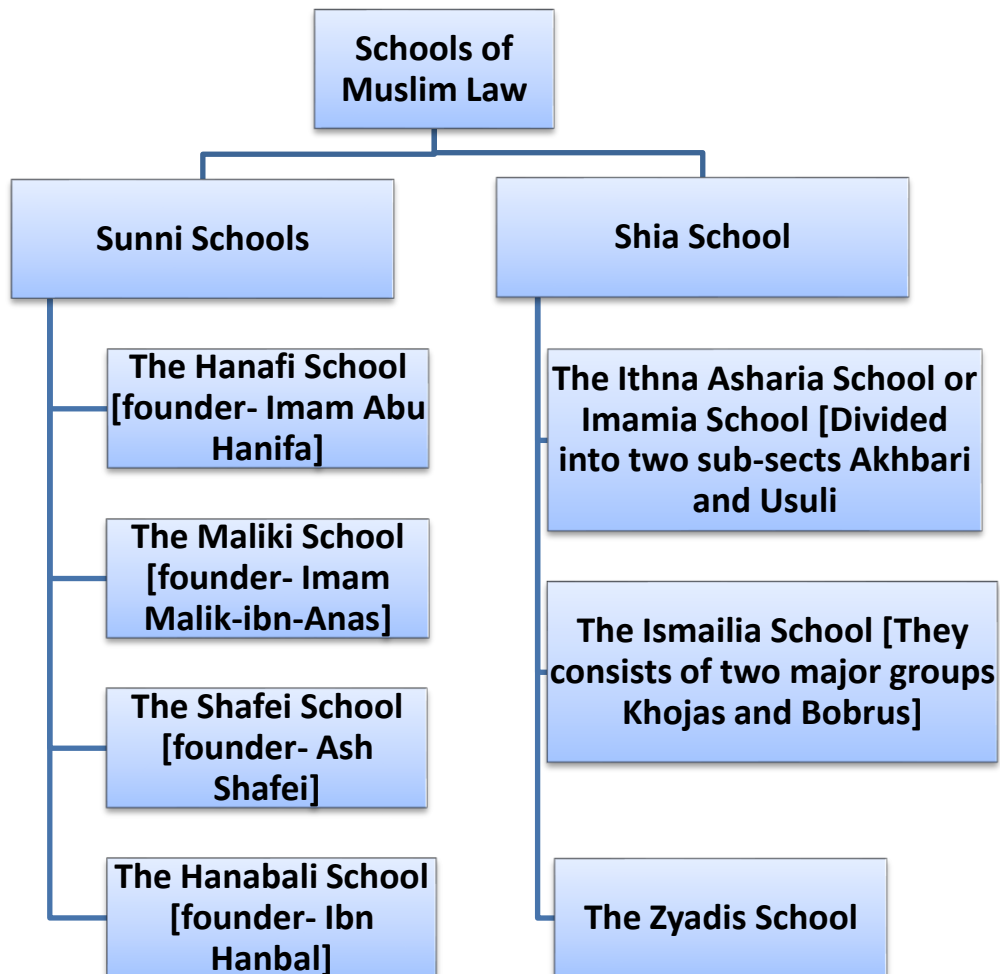 Schools of
Muslim Law
Sunni Schools
The Hanafi School
[founder- Imam Abu
Hanifa]
The Maliki School
[founder- Imam
Malik-ibn-Anas]
The Shafei School
[founder- Ash
Shafei]
The Hanabali School
[founder- Ibn
Hanbal]
Shia School
The Ithna Asharia School or
Imamia School [Divided
into two sub-sects Akhbari
and Usuli
The Ismailia School [They
consists of two major groups
Khojas and Bobrus]
The Zyadis School